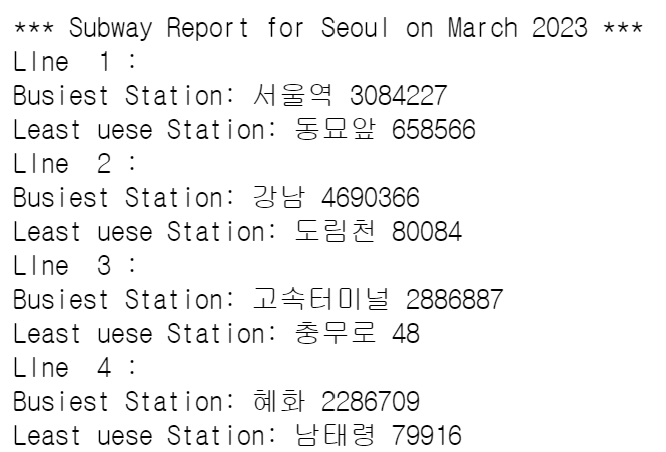 *** Subway Report for Seoul on March 2023 ***
LIne  1 :
Busiest Station: 서울역 3084227
Least uese Station: 동묘앞 658566
LIne  2 :
Busiest Station: 강남 4690366
Least uese Station: 도림천 80084
LIne  3 :
Busiest Station: 고속터미널 2886887
Least uese Station: 충무로 48
LIne  4 :
Busiest Station: 혜화 2286709
Least uese Station: 남태령 79916